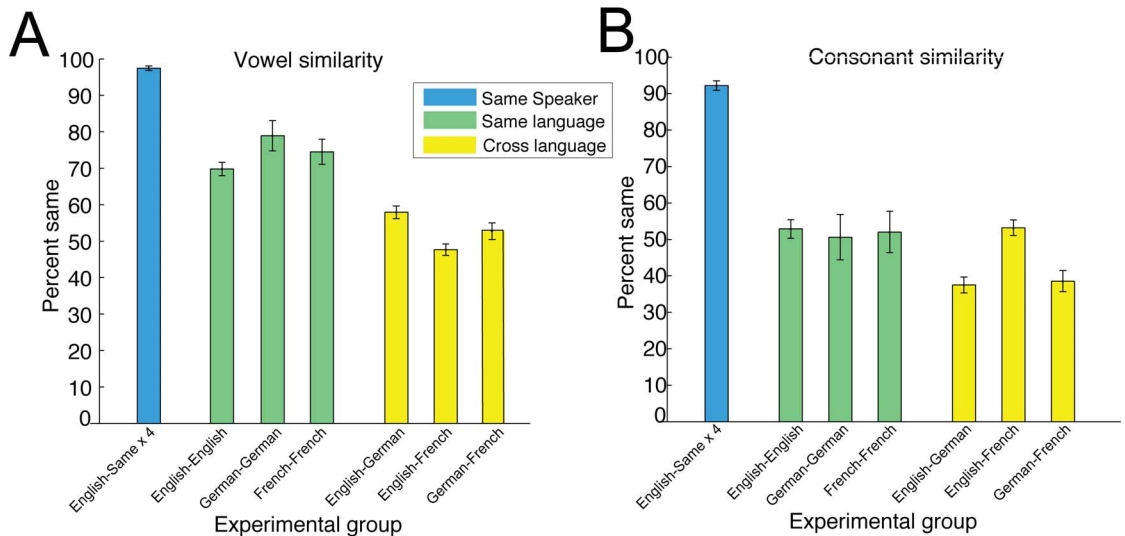 A
Vowel similarity
Percent same
100
90
80
70
60
50
40
30
20
10
0
English-Same x 4
English-English
German-German
French-French
English-German
English-French
German-French
Experimental group
Same Speaker
Same language
Cross language
B
Consonant similarity
Percent same
100
90
80
70
60
50
40
30
20
10
0
English-Same x 4
English-English
German-German
French-French
English-German
English-French
German-French
Experimental group